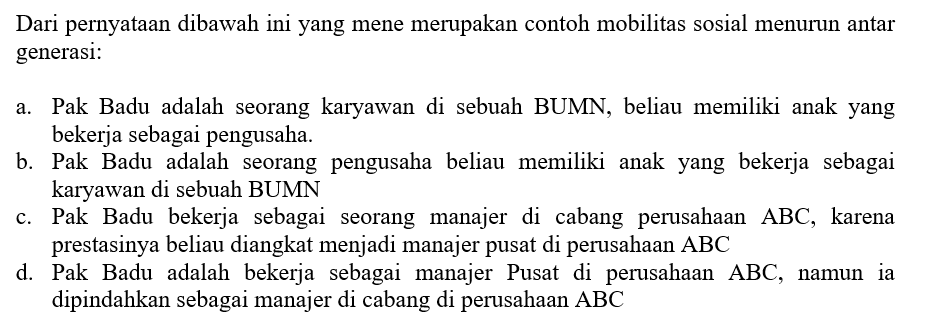 Dari pernyataan dibawah ini yang mene merupakan contoh mobilitas sosial menurun antar
generasi:
a. Pak Badu adalah seorang karyawan di sebuah BUMN, beliau memiliki anak yang
bekerja sebagai pengusaha.
b. Pak Badu adalah seorang pengusaha beliau memiliki anak yang bekerja sebagai
karyawan di sebuah BUMN
c. Pak Badu bekerja sebagai seorang manajer di cabang perusahaan ABC, karena
prestasinya beliau diangkat menjadi manajer pusat di perusahaan ABC
d. Pak Badu adalah bekerja sebagai manajer Pusat di perusahaan ABC, namun ia
dipindahkan sebagai manajer di cabang di perusahaan ABC